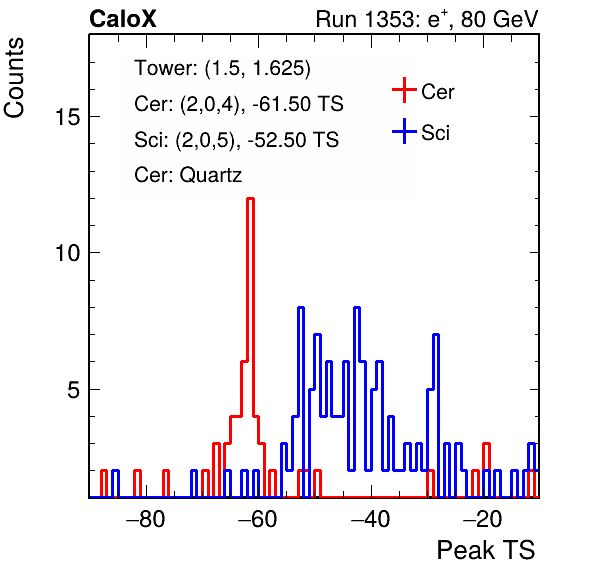 CaloX Run 1353: e⁺, 80 GeV
Counts
Tower: (1.5, 1.625)
Cer: (2,0,4), -61.50 TS
Sci: (2,0,5), -52.50 TS
Cer: Quartz
Cer
Sci
15
10
5
−80 −60 −40 −20
Peak TS